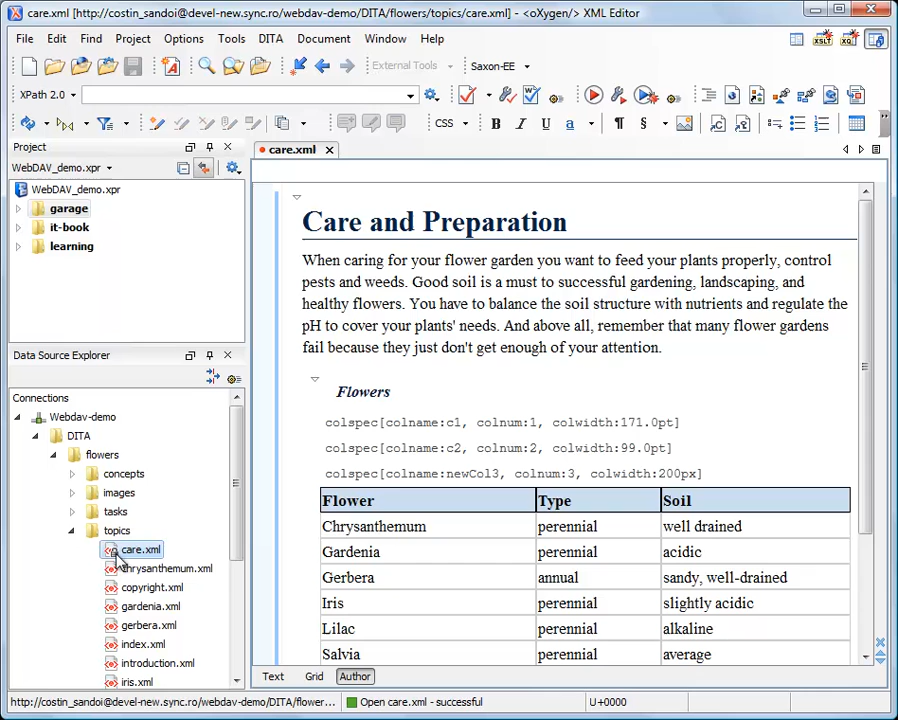 care.xml [http://costin_sandoi@devel-new.sync.ro/webdav-demo/DITA/flowers/topics/care.xml] - <oXygen/> XML Editor
File Edit Find Project Options Tools DITA Document Window Help
External Tools Saxon-EE
XPath 2.0
CSS B I U a ¶ §
Project
WebDAV_demo.xpr
WebDAV_demo.xpr
garage
it-book
learning
Data Source Explorer
Connections
Webdav-demo
DITA
flowers
concepts
images
tasks
topics
care.xml
chrysanthemum.xml
copyright.xml
gardenia.xml
gerbera.xml
index.xml
introduction.xml
iris.xml
care.xml
Care and Preparation
When caring for your flower garden you want to feed your plants properly, control
pests and weeds. Good soil is a must to successful gardening, landscaping, and
healthy flowers. You have to balance the soil structure with nutrients and regulate the
pH to cover your plants' needs. And above all, remember that many flower gardens
fail because they just don't get enough of your attention.
Flowers
colspec[colname:c1, colnum:1, colwidth:171.0pt]
colspec[colname:c2, colnum:2, colwidth:99.0pt]
colspec[colname:newCol3, colnum:3, colwidth:200px]
Flower Type Soil
Chrysanthemum perennial well drained
Gardenia perennial acidic
Gerbera annual sandy, well-drained
Iris perennial slightly acidic
Lilac perennial alkaline
Salvia perennial average
Text Grid Author
http://costin_sandoi@devel-new.sync.ro/webdav-demo/DITA/flower... Open care.xml - successful U+0000